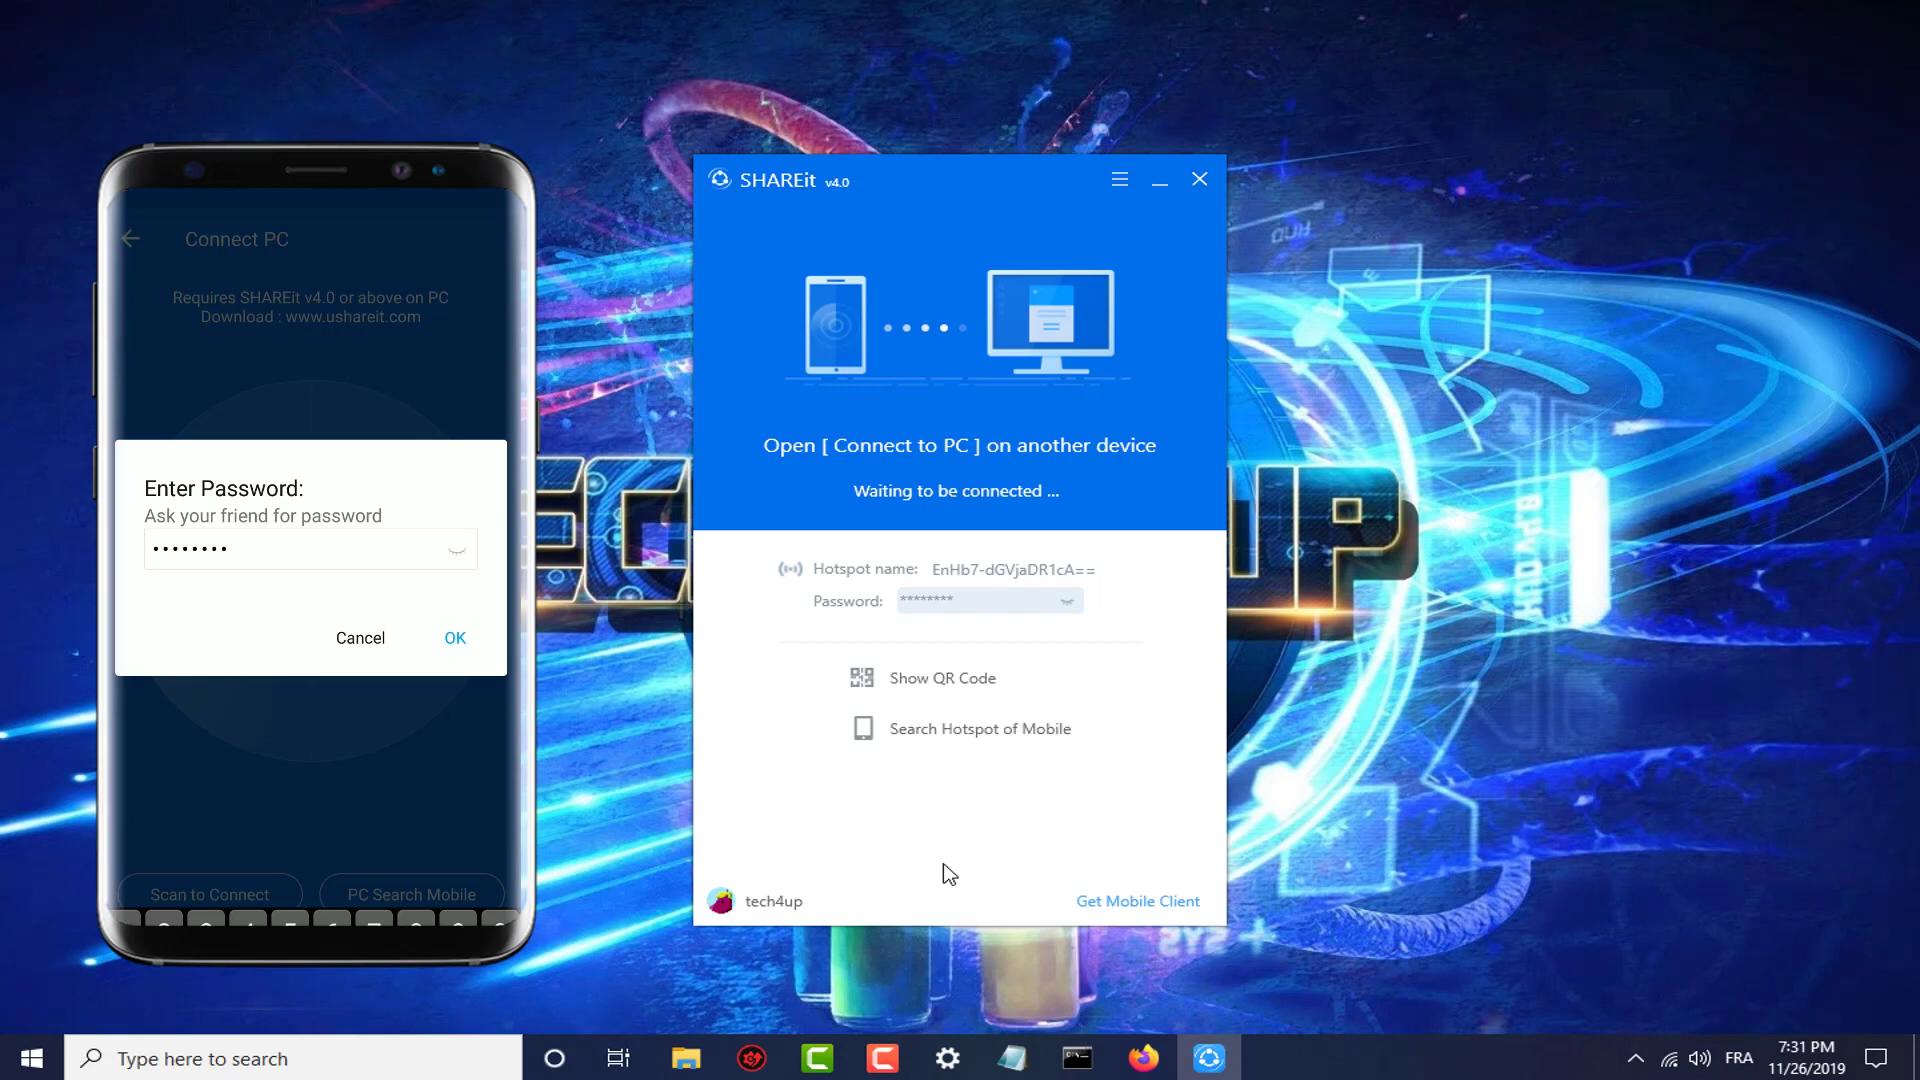 Connect PC
Requires SHAREit v4.0 or above on PC
Download : www.ushareit.com
Enter Password:
Ask your friend for password
••••••••
Cancel OK
Scan to Connect PC Search Mobile
SHAREit v4.0
Open [ Connect to PC ] on another device
Waiting to be connected ...
Hotspot name: EnHb7-dGVjaDR1cA==
Password: ********
Show QR Code
Search Hotspot of Mobile
tech4up
Get Mobile Client
UP
SYS
Type here to search
FRA
7:31 PM
11/26/2019